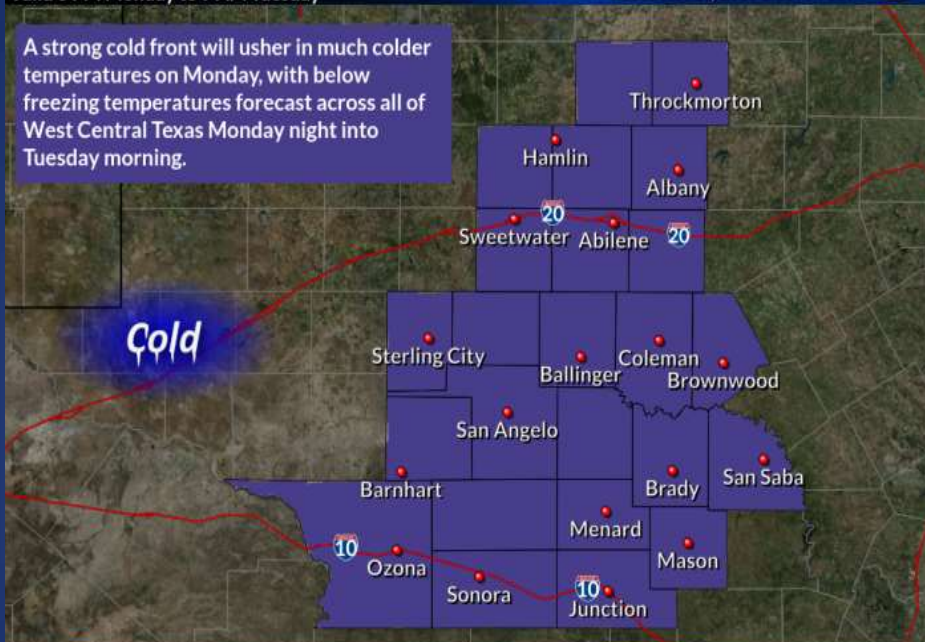 A strong cold front will usher in much colder
temperatures on Monday, with below
freezing temperatures forecast across all of
West Central Texas Monday night into
Tuesday morning.
Throckmorton
Hamlin
Albany
20
Sweetwater
Abilene
20
Cold
Sterling City
Coleman
Ballinger
Brownwood
San Angelo
Barnhart
Brady
San Saba
Menard
10
Ozona
Mason
Sonora
10
Junction